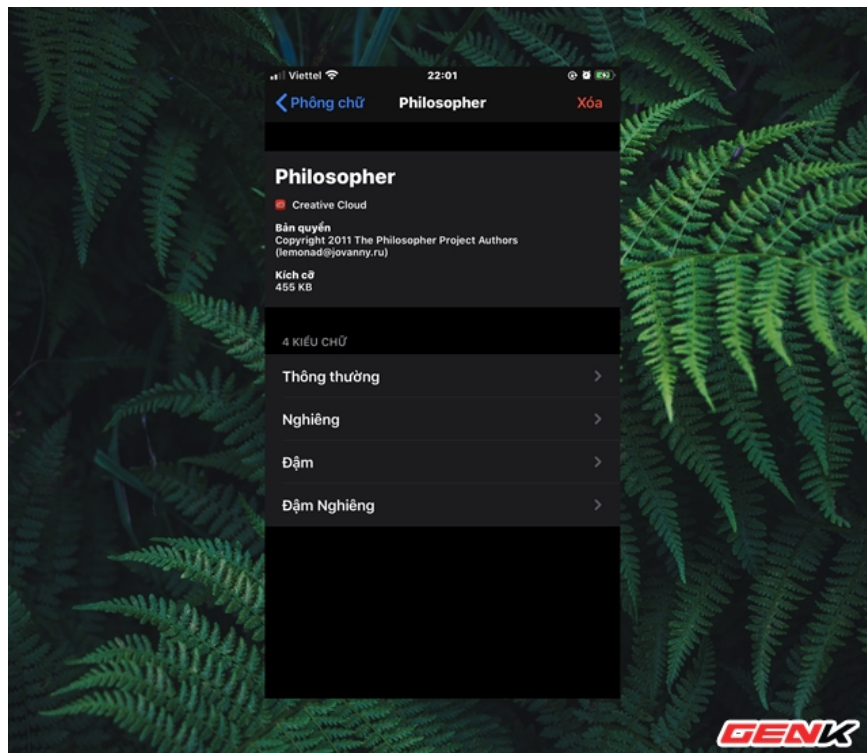 Viettel 22:01
Phông chữ Philosopher Xóa
Philosopher
Creative Cloud
Bản quyền
Copyright 2011 The Philosopher Project Authors
(lemonad@jovanny.ru)
Kích cỡ
455 KB
4 KIỂU CHỮ
Thông thường
Nghiêng
Đậm
Đậm Nghiêng
GENK